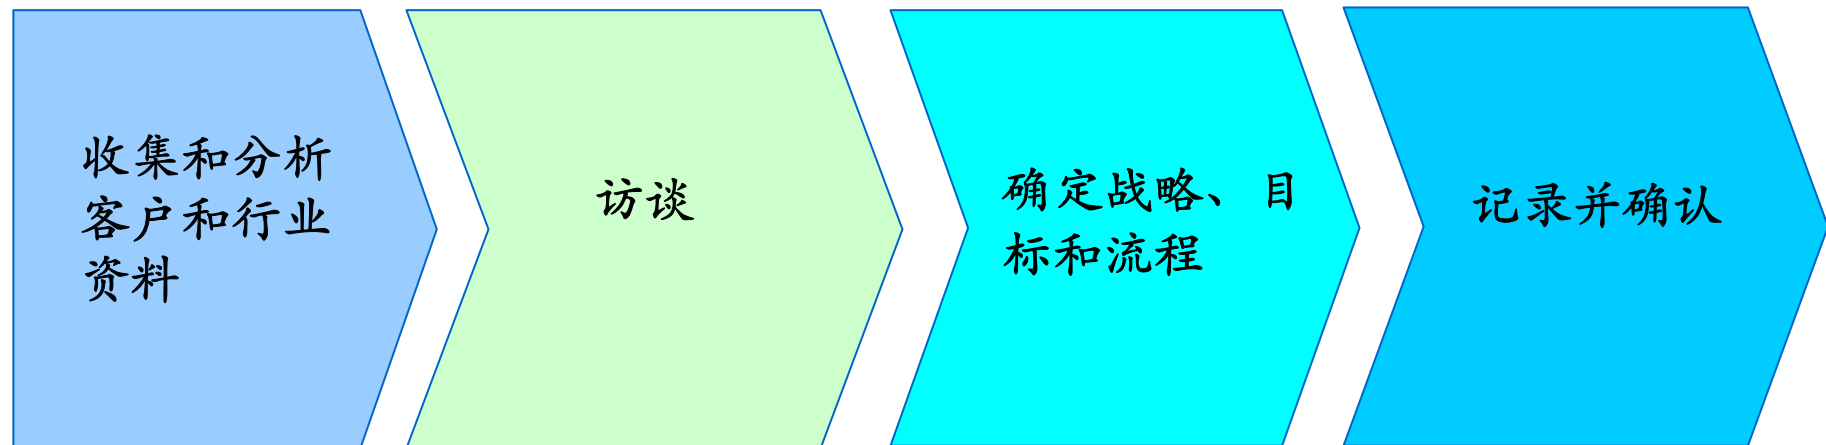 收集和分析
客户和行业
资料
访谈
确定战略、目
标和流程
记录并确认